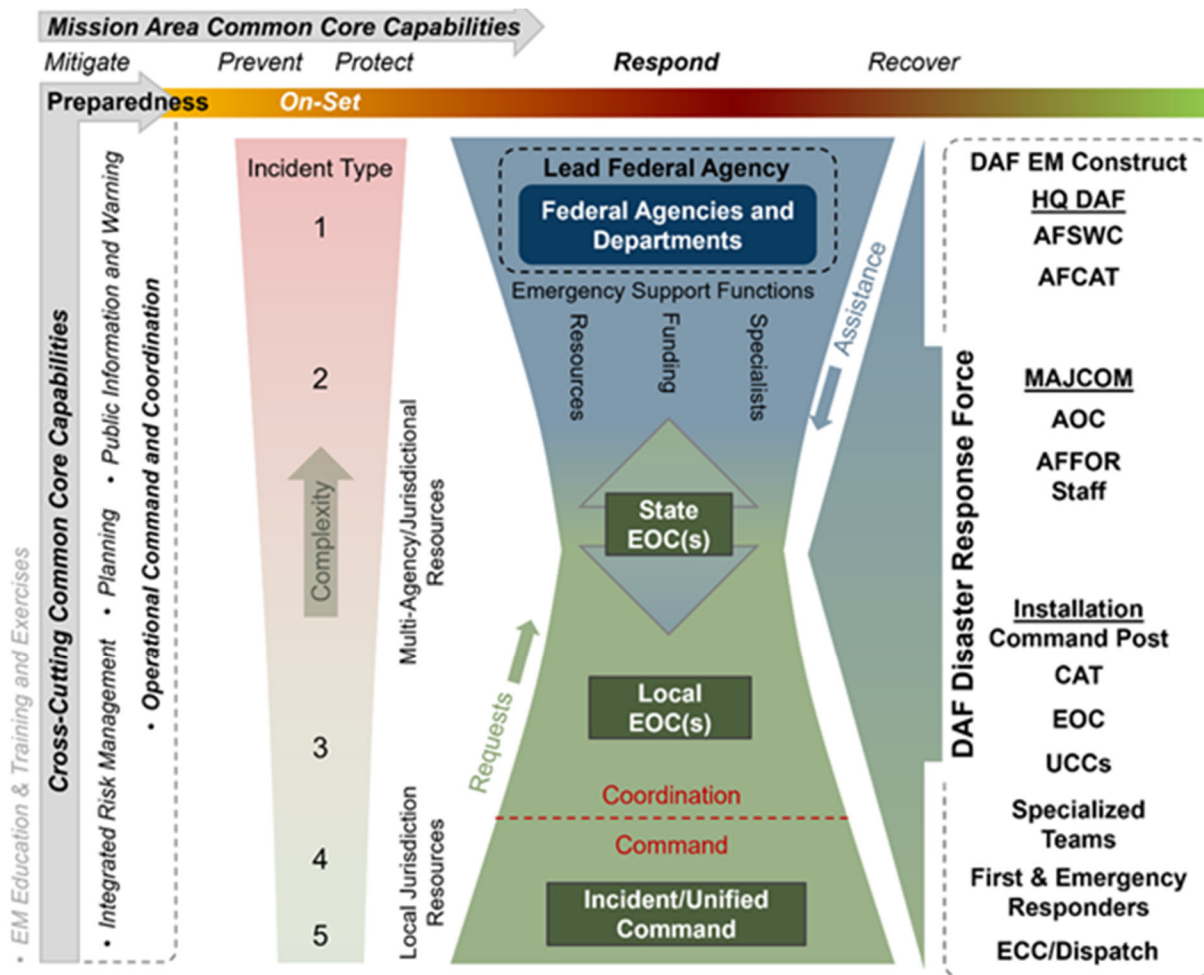 Mission Area Common Core Capabilities
Mitigate
Prevent
Protect
Respond
Recover
Preparedness
On-Set
• EM Education & Training and Exercises
Cross-Cutting Common Core Capabilities
• Integrated Risk Management • Planning • Public Information and Warning
• Operational Command and Coordination
Incident Type
1
2
Complexity
3
4
5
Multi-Agency/Jurisdictional
Resources
Local Jurisdiction
Resources
Lead Federal Agency
Federal Agencies and
Departments
Emergency Support Functions
Resources
Funding
Specialists
Assistance
State
EOC(s)
Requests
Local
EOC(s)
Coordination
Command
Incident/Unified
Command
DAF Disaster Response Force
DAF EM Construct
HQ DAF
AFSWC
AFCAT
MAJCOM
AOC
AFFOR
Staff
Installation
Command Post
CAT
EOC
UCCs
Specialized
Teams
First & Emergency
Responders
ECC/Dispatch